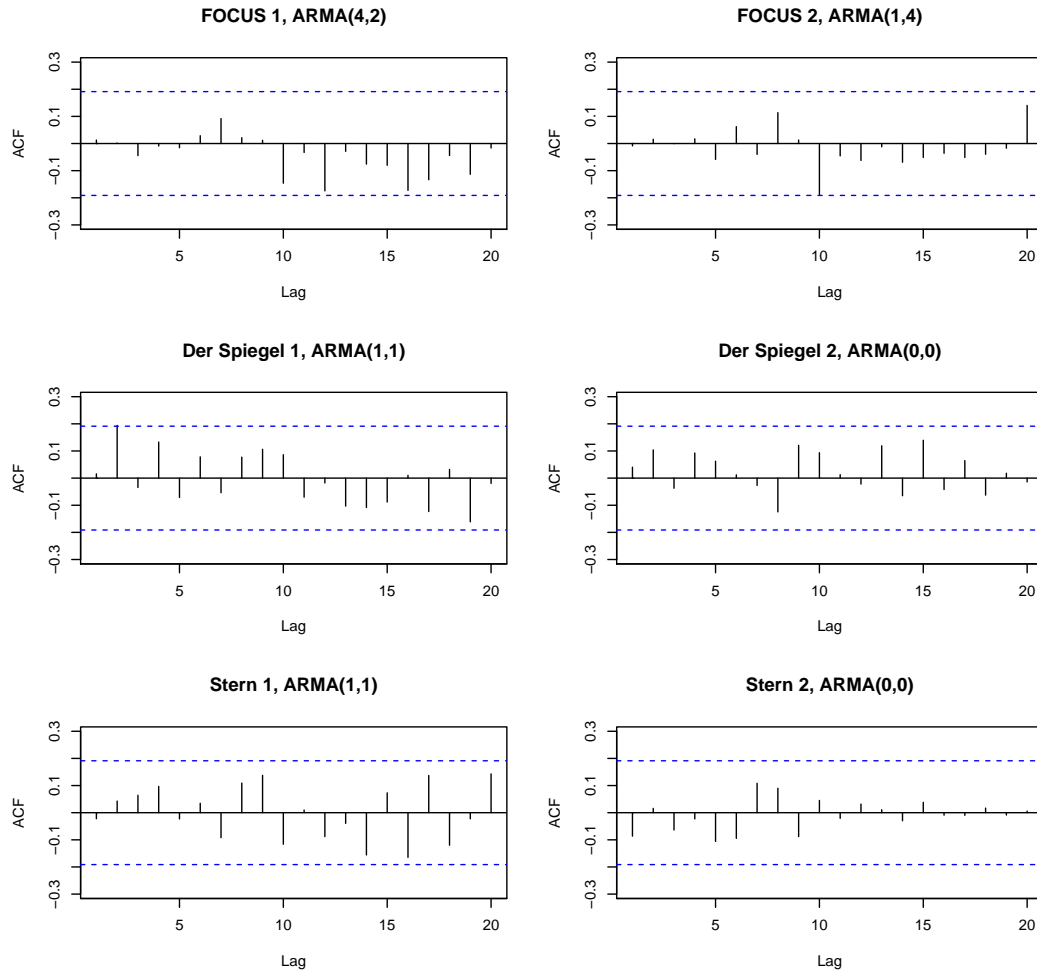 FOCUS 1, ARMA(4,2)
ACF
0.3
0.1
−0.1
−0.3
5
10
15
20
Lag
FOCUS 2, ARMA(1,4)
ACF
0.3
0.1
−0.1
−0.3
5
10
15
20
Lag
Der Spiegel 1, ARMA(1,1)
ACF
0.3
0.1
−0.1
−0.3
5
10
15
20
Lag
Der Spiegel 2, ARMA(0,0)
ACF
0.3
0.1
−0.1
−0.3
5
10
15
20
Lag
Stern 1, ARMA(1,1)
ACF
0.3
0.1
−0.1
−0.3
5
10
15
20
Lag
Stern 2, ARMA(0,0)
ACF
0.3
0.1
−0.1
−0.3
5
10
15
20
Lag